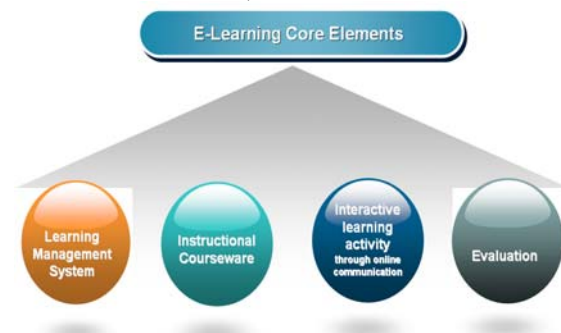 E-Learning Core Elements
Learning
Management
System
Instructional
Courseware
Interactive
learning
activity
through online
communication
Evaluation